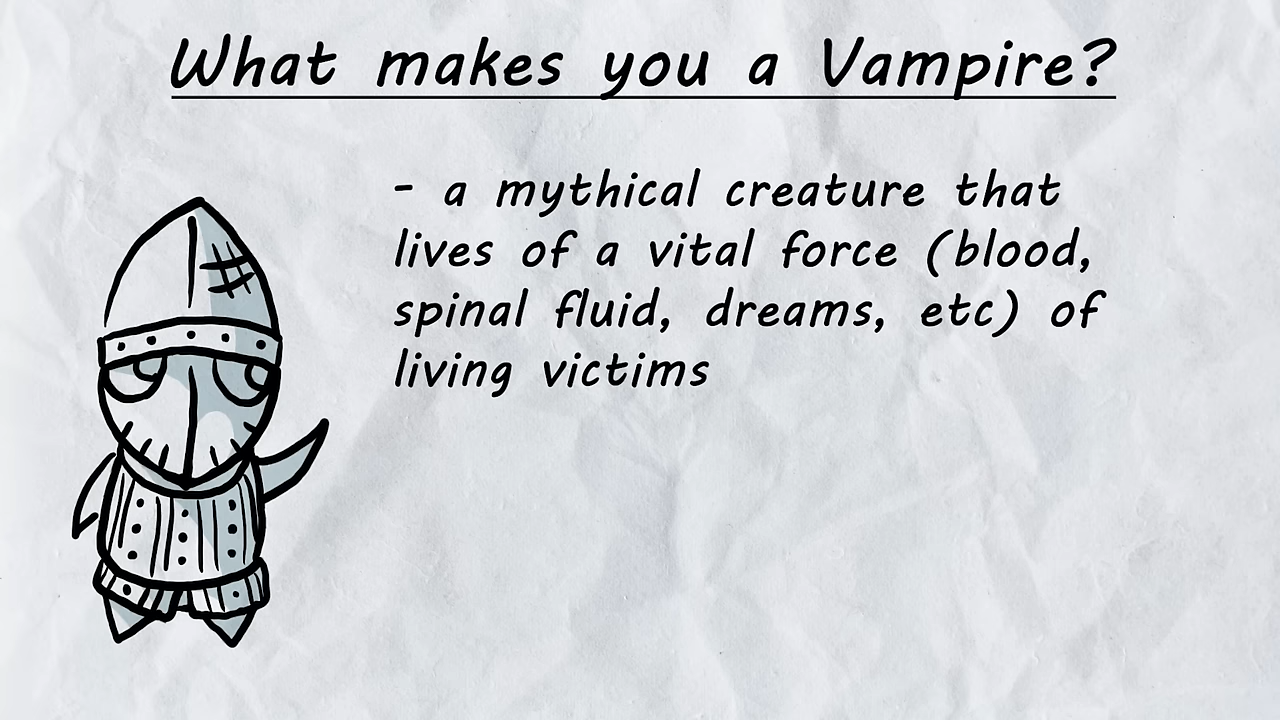 What makes you a Vampire?
- a mythical creature that
lives of a vital force (blood,
spinal fluid, dreams, etc) of
living victims